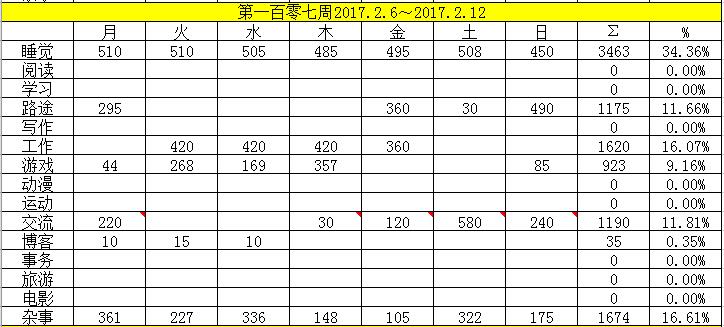 第一百零七周2017.2.6～2017.2.12
月 火 水 木 金 土 日 Σ %
睡觉 510 510 505 485 495 508 450 3463 34.36%
阅读 0 0.00%
学习 0 0.00%
路途 295 360 30 490 1175 11.66%
写作 0 0.00%
工作 420 420 420 360 1620 16.07%
游戏 44 268 169 357 85 923 9.16%
动漫 0 0.00%
运动 0 0.00%
交流 220 30 120 580 240 1190 11.81%
博客 10 15 10 35 0.35%
事务 0 0.00%
旅游 0 0.00%
电影 0 0.00%
杂事 361 227 336 148 105 322 175 1674 16.61%